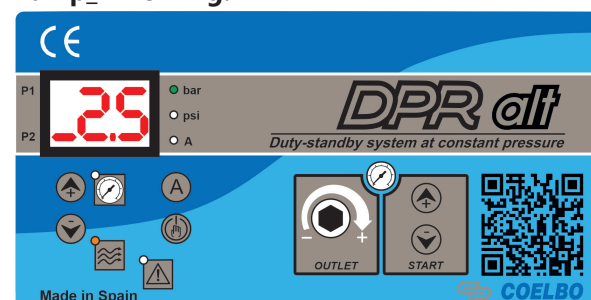 CE
P1
_2.5
bar
psi
P2
A
DPR alt
Duty-standby system at constant pressure
A
- +
OUTLET
+
-
START
Made in Spain
COELBO